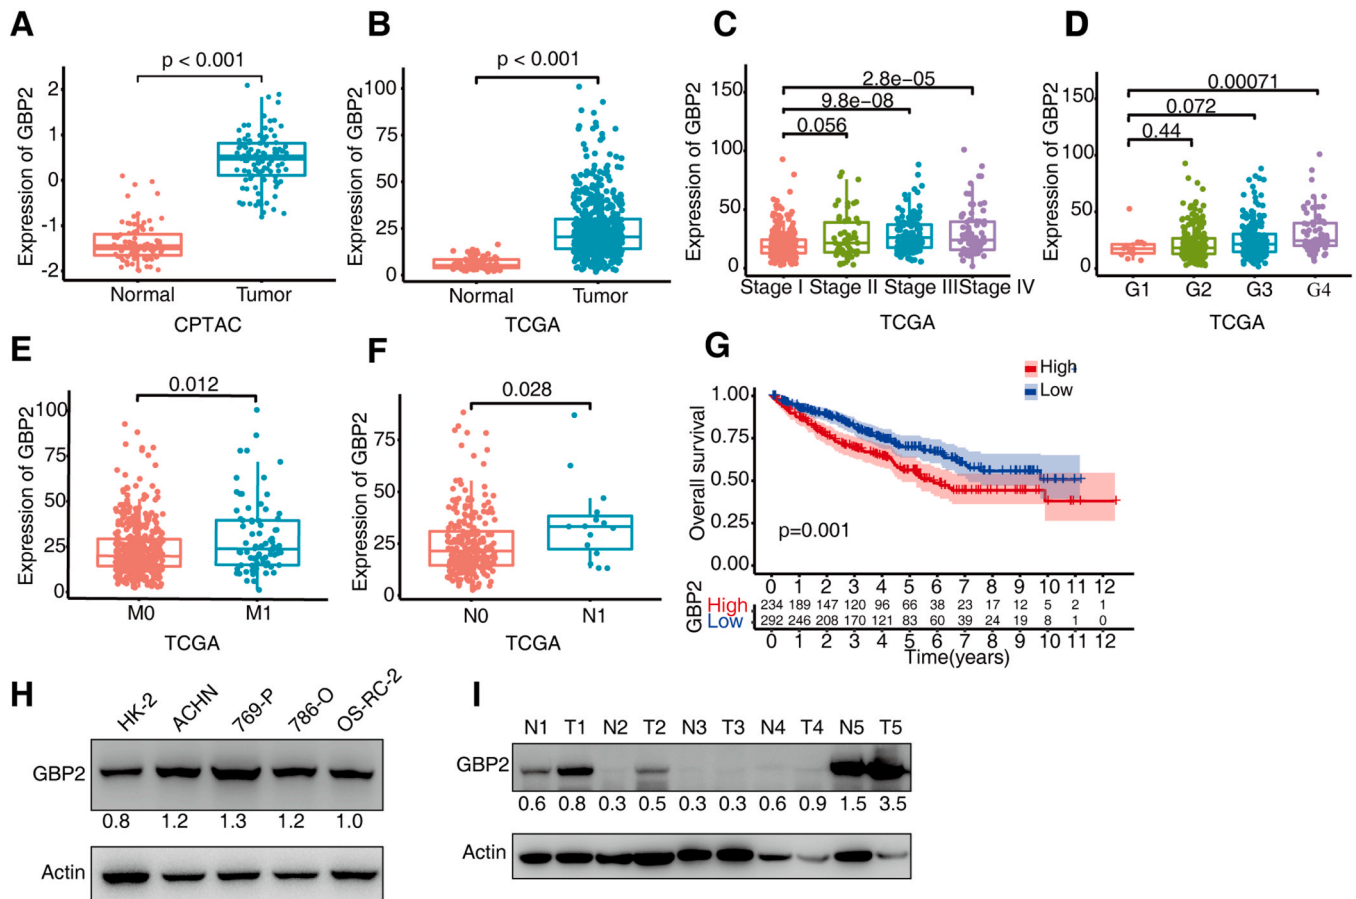 A
Expression of GBP2
p < 0.001
2
1
0
-1
-2
Normal Tumor
CPTAC
B
Expression of GBP2
p < 0.001
100
75
50
25
0
Normal Tumor
TCGA
C
Expression of GBP2
2.8e−05
9.8e−08
0.056
150
100
50
0
Stage I Stage II Stage III Stage IV
TCGA
D
Expression of GBP2
0.00071
0.072
0.44
150
100
50
0
G1 G2 G3 G4
TCGA
E
Expression of GBP2
0.012
100
75
50
25
0
M0 M1
TCGA
F
Expression of GBP2
0.028
75
50
25
0
N0 N1
TCGA
G
High
Low
Overall survival
1.00
0.75
0.50
0.25
0.00
p=0.001
0 1 2 3 4 5 6 7 8 9 10 11 12
GBP2
High 234 189 147 120 96 66 38 23 17 12 5 2 1
Low 292 246 208 170 121 83 60 39 24 19 8 1 0
0 1 2 3 4 5 6 7 8 9 10 11 12
Time(years)
H
HK-2 ACHN 769-P 786-O OS-RC-2
GBP2
0.8 1.2 1.3 1.2 1.0
Actin
I
N1 T1 N2 T2 N3 T3 N4 T4 N5 T5
GBP2
0.6 0.8 0.3 0.5 0.3 0.3 0.6 0.9 1.5 3.5
Actin